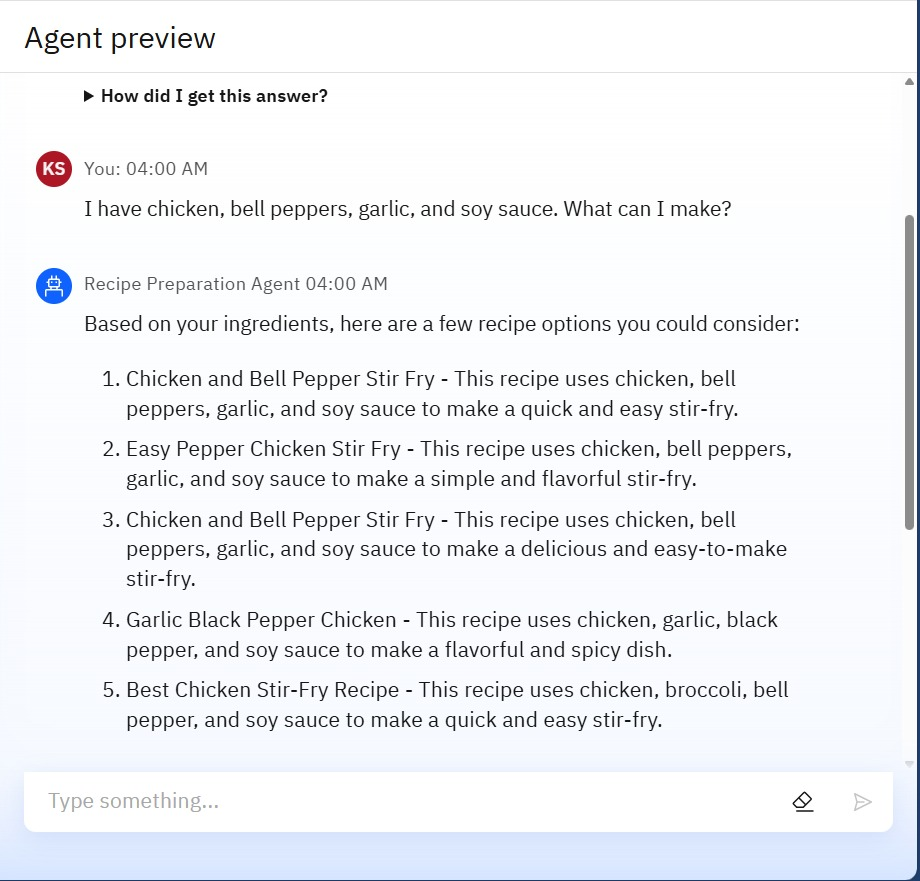 Agent preview
▶ How did I get this answer?
KS
You: 04:00 AM
I have chicken, bell peppers, garlic, and soy sauce. What can I make?
Recipe Preparation Agent 04:00 AM
Based on your ingredients, here are a few recipe options you could consider:
1. Chicken and Bell Pepper Stir Fry - This recipe uses chicken, bell
peppers, garlic, and soy sauce to make a quick and easy stir-fry.
2. Easy Pepper Chicken Stir Fry - This recipe uses chicken, bell peppers,
garlic, and soy sauce to make a simple and flavorful stir-fry.
3. Chicken and Bell Pepper Stir Fry - This recipe uses chicken, bell
peppers, garlic, and soy sauce to make a delicious and easy-to-make
stir-fry.
4. Garlic Black Pepper Chicken - This recipe uses chicken, garlic, black
pepper, and soy sauce to make a flavorful and spicy dish.
5. Best Chicken Stir-Fry Recipe - This recipe uses chicken, broccoli, bell
pepper, and soy sauce to make a quick and easy stir-fry.
Type something...